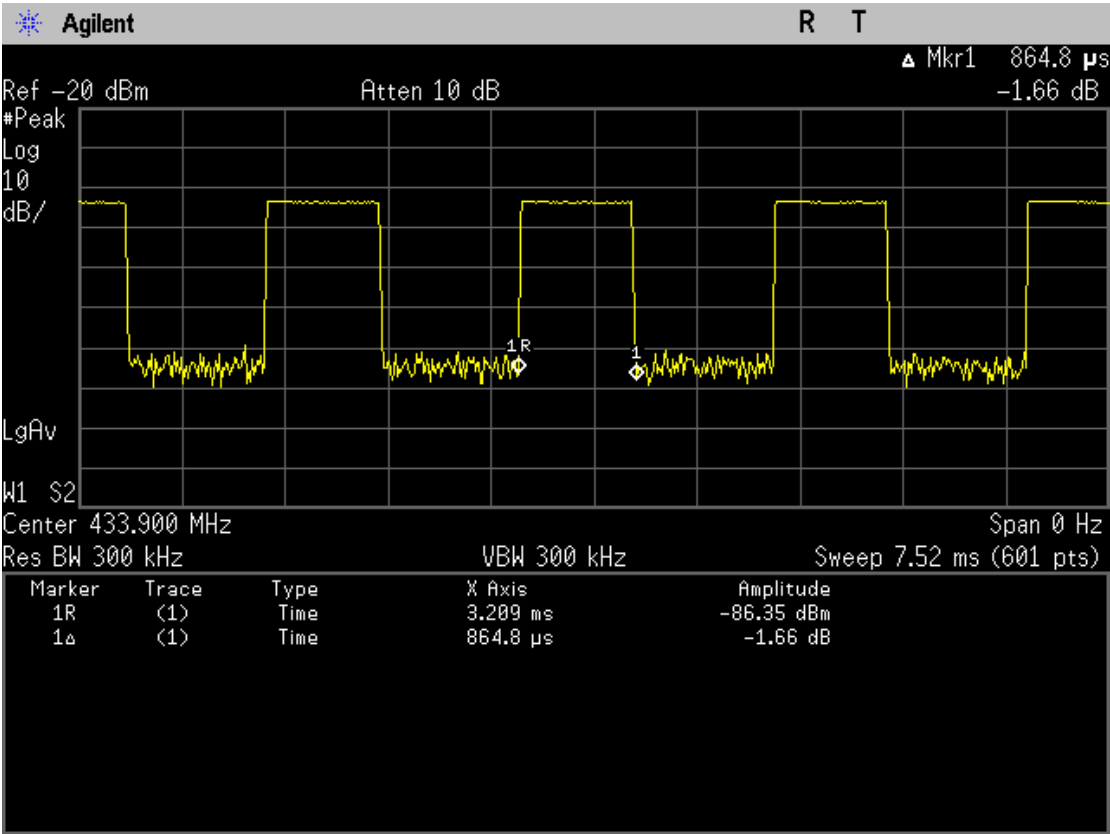 Agilent R T
Δ Mkr1 864.8 µs
Ref −20 dBm Atten 10 dB −1.66 dB
#Peak
Log
10
dB/
1R
1
LgAv
W1 S2
Center 433.900 MHz Span 0 Hz
Res BW 300 kHz VBW 300 kHz Sweep 7.52 ms (601 pts)
Marker Trace Type X Axis Amplitude
1R (1) Time 3.209 ms −86.35 dBm
1Δ (1) Time 864.8 µs −1.66 dB